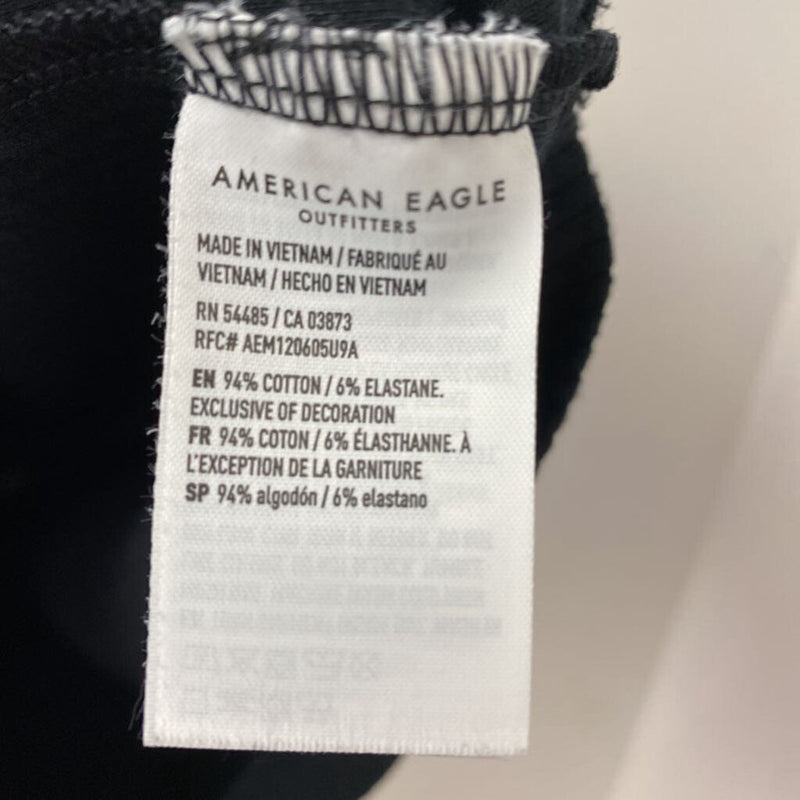 AMERICAN EAGLE
OUTFITTERS
MADE IN VIETNAM / FABRIQUÉ AU
VIETNAM / HECHO EN VIETNAM
RN 54485 / CA 03873
RFC# AEM120605U9A
EN 94% COTTON / 6% ELASTANE.
EXCLUSIVE OF DECORATION
FR 94% COTON / 6% ÉLASTHANNE. À
L'EXCEPTION DE LA GARNITURE
SP 94% algodón / 6% elastano